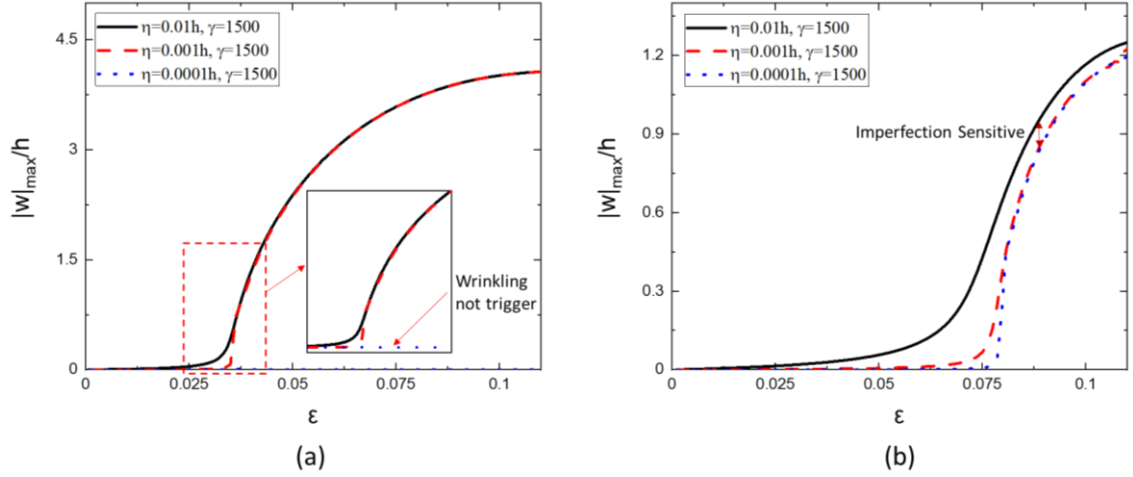 η=0.01h, γ=1500
η=0.001h, γ=1500
η=0.0001h, γ=1500
4.5
3
1.5
0
|w|max/h
Wrinkling
not trigger
0 0.025 0.05 0.075 0.1
ε
(a)
η=0.01h, γ=1500
η=0.001h, γ=1500
η=0.0001h, γ=1500
1.2
0.9
0.6
0.3
0
|w|max/h
Imperfection Sensitive
0 0.025 0.05 0.075 0.1
ε
(b)